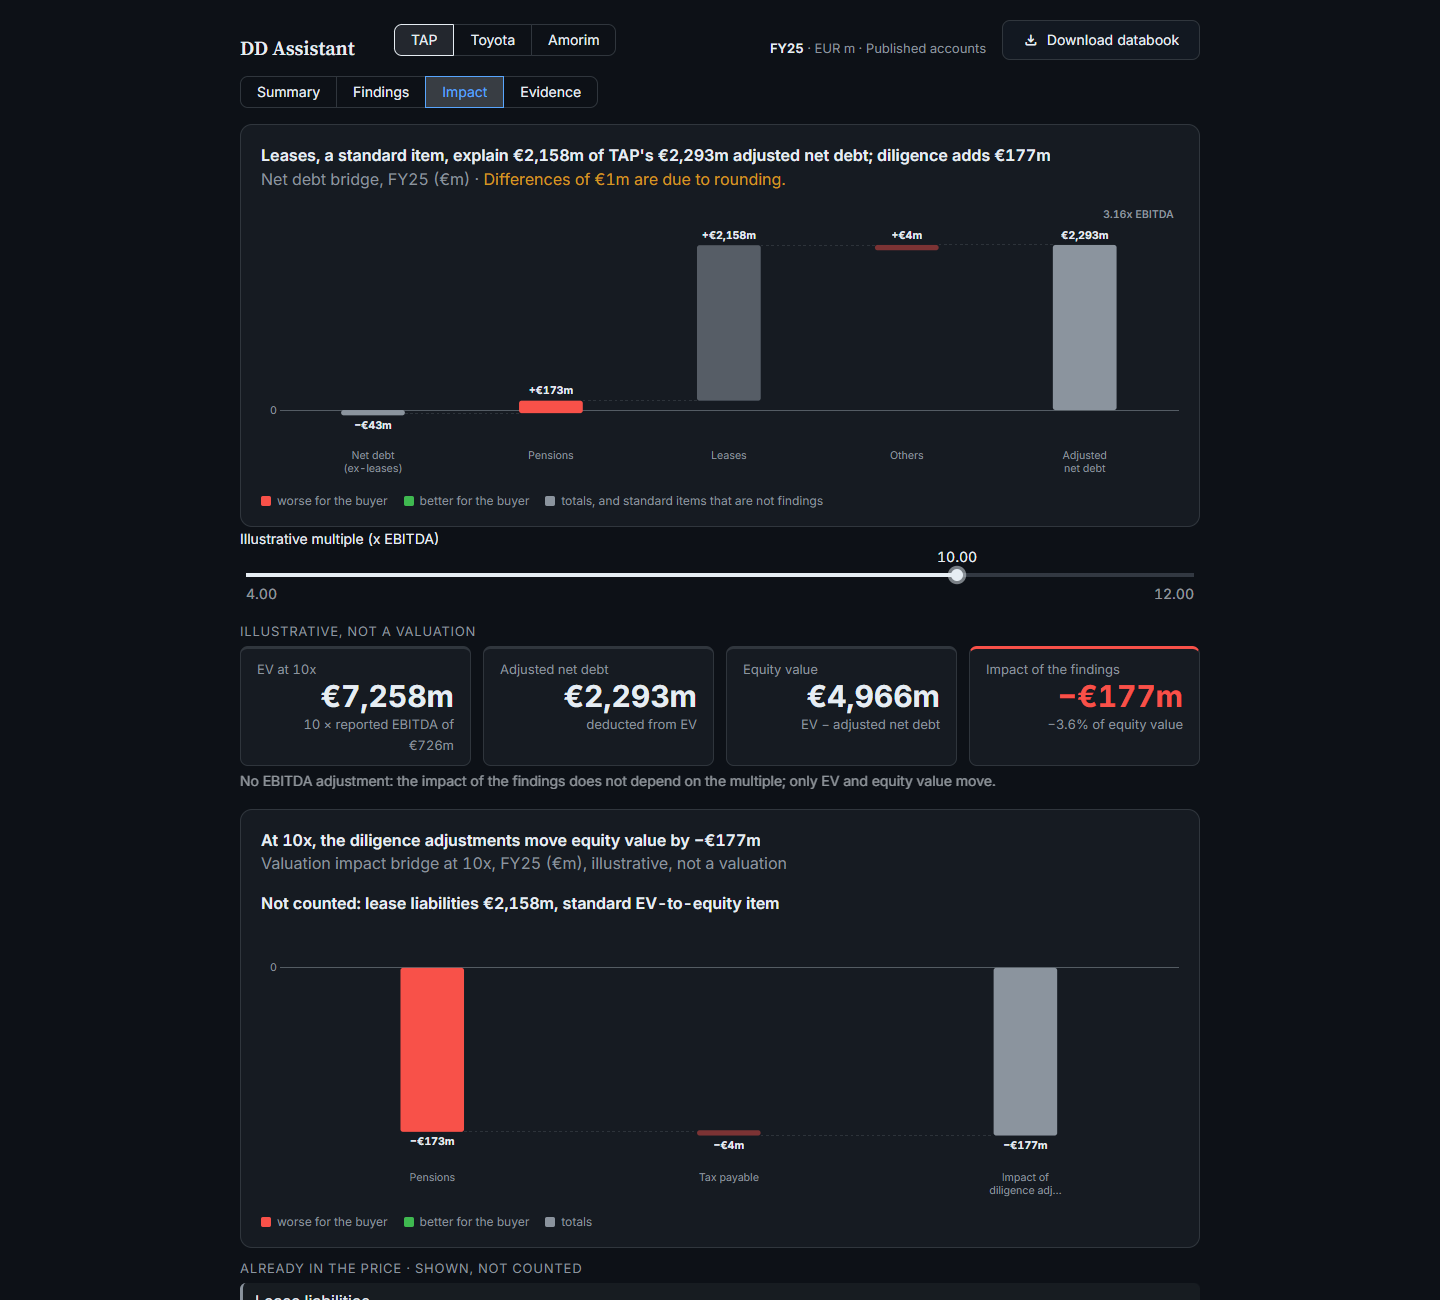 DD Assistant
TAP
Toyota
Amorim
FY25 · EUR m · Published accounts
Download databook
Summary
Findings
Impact
Evidence
Leases, a standard item, explain €2,158m of TAP's €2,293m adjusted net debt; diligence adds €177m
Net debt bridge, FY25 (€m) · Differences of €1m are due to rounding.
3.16x EBITDA
+€2,158m
+€4m
€2,293m
+€173m
0
−€43m
Net debt
(ex-leases)
Pensions
Leases
Others
Adjusted
net debt
worse for the buyer
better for the buyer
totals, and standard items that are not findings
Illustrative multiple (x EBITDA)
10.00
4.00
12.00
ILLUSTRATIVE, NOT A VALUATION
EV at 10x
€7,258m
10 × reported EBITDA of
€726m
Adjusted net debt
€2,293m
deducted from EV
Equity value
€4,966m
EV − adjusted net debt
Impact of the findings
−€177m
−3.6% of equity value
No EBITDA adjustment: the impact of the findings does not depend on the multiple; only EV and equity value move.
At 10x, the diligence adjustments move equity value by −€177m
Valuation impact bridge at 10x, FY25 (€m), illustrative, not a valuation
Not counted: lease liabilities €2,158m, standard EV-to-equity item
0
−€173m
−€4m
−€177m
Pensions
Tax payable
Impact of
diligence adj...
worse for the buyer
better for the buyer
totals
ALREADY IN THE PRICE · SHOWN, NOT COUNTED
Lease liabilities